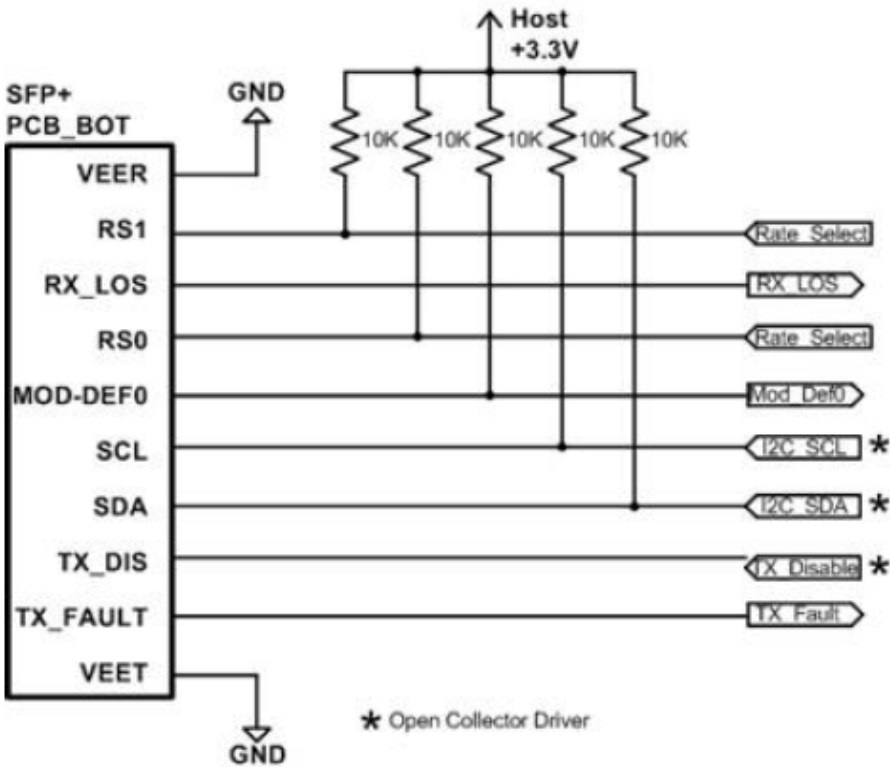 Host
+3.3V
SFP+
PCB_BOT
GND
10K 10K 10K 10K 10K
VEER
RS1
Rate_Select
RX_LOS
RX_LOS
RS0
Rate_Select
MOD-DEF0
Mod_Def0
SCL
I2C_SCL *
SDA
I2C_SDA *
TX_DIS
TX_Disable *
TX_FAULT
TX_Fault
VEET
* Open Collector Driver
GND